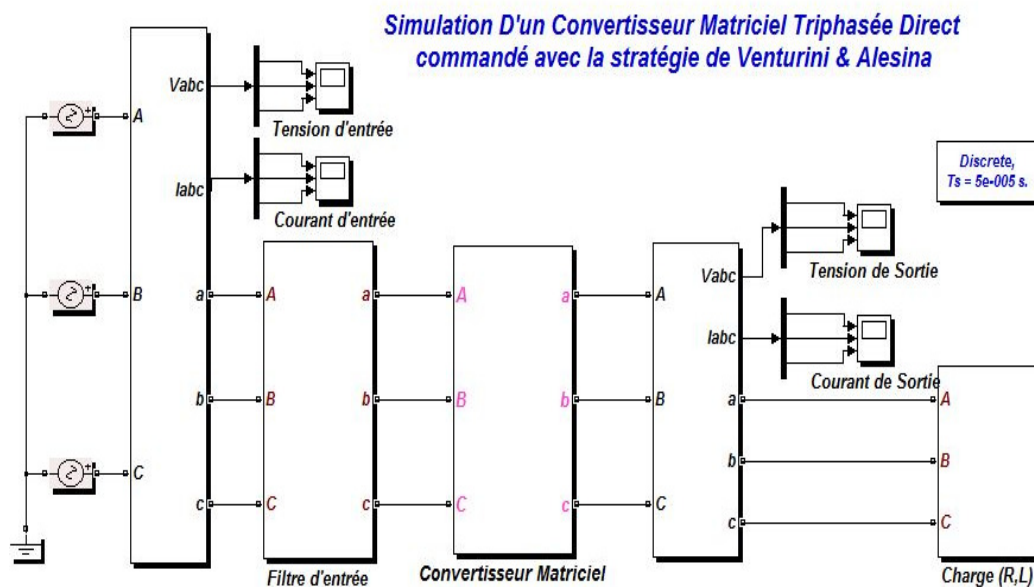 Simulation D'un Convertisseur Matriciel Triphasée Direct
commandé avec la stratégie de Venturini & Alesina
Vabc
Tension d'entrée
A
Iabc
Courant d'entrée
Discrete,
Ts = 5e-005 s.
Vabc
Tension de Sortie
B
a
A
a
A
a
A
Iabc
Courant de Sortie
b
B
b
B
b
B
a
A
b
B
C
c
C
c
C
c
C
c
C
Filtre d'entrée
Convertisseur Matriciel
Charge (R,L)